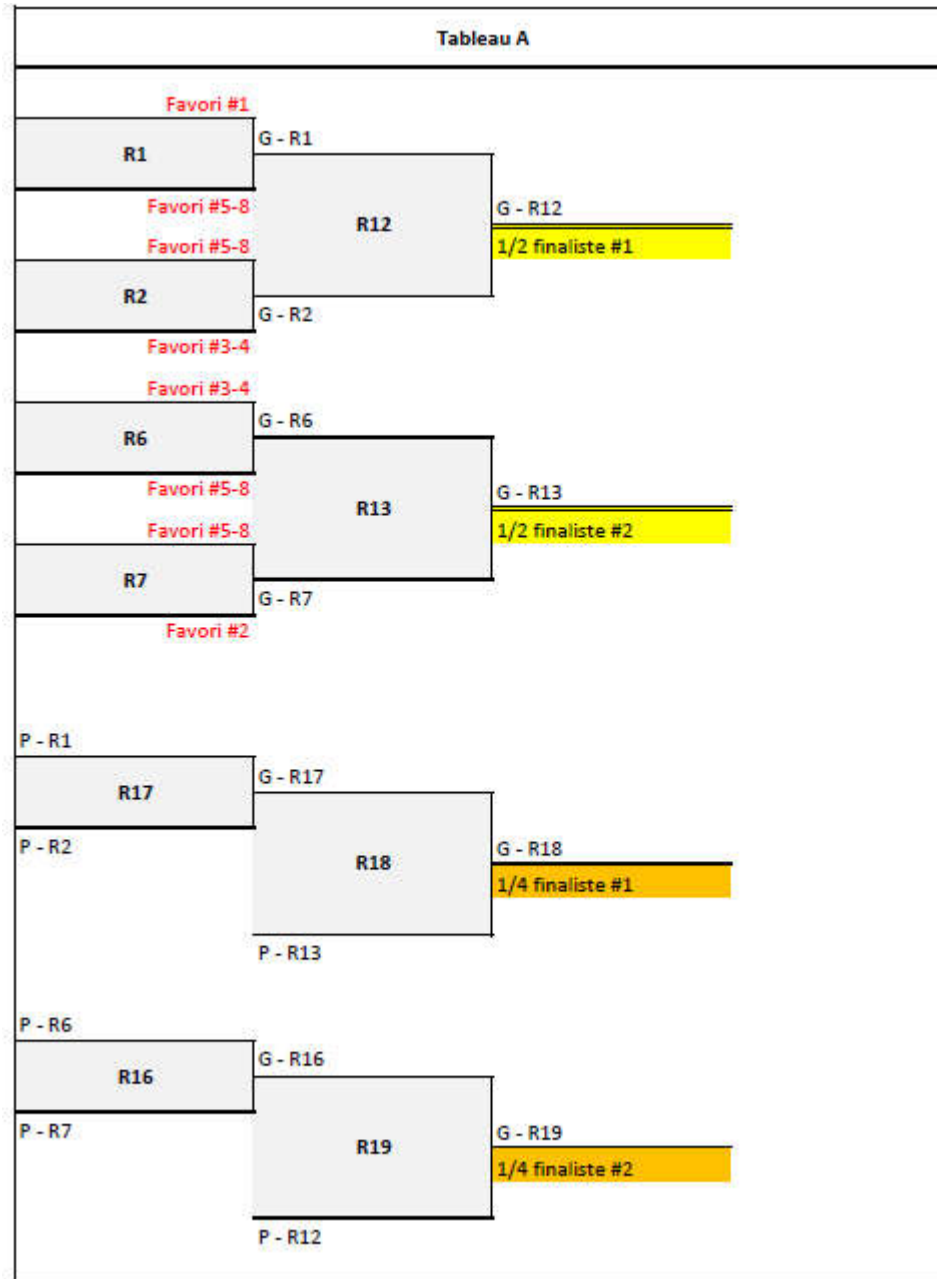 Tableau A
Favori #1
R1
G - R1
Favori #5-8
R12
G - R12
Favori #5-8
1/2 finaliste #1
R2
G - R2
Favori #3-4
Favori #3-4
R6
G - R6
Favori #5-8
R13
G - R13
Favori #5-8
1/2 finaliste #2
R7
G - R7
Favori #2
P - R1
R17
G - R17
P - R2
R18
G - R18
1/4 finaliste #1
P - R13
P - R6
R16
G - R16
P - R7
R19
G - R19
1/4 finaliste #2
P - R12